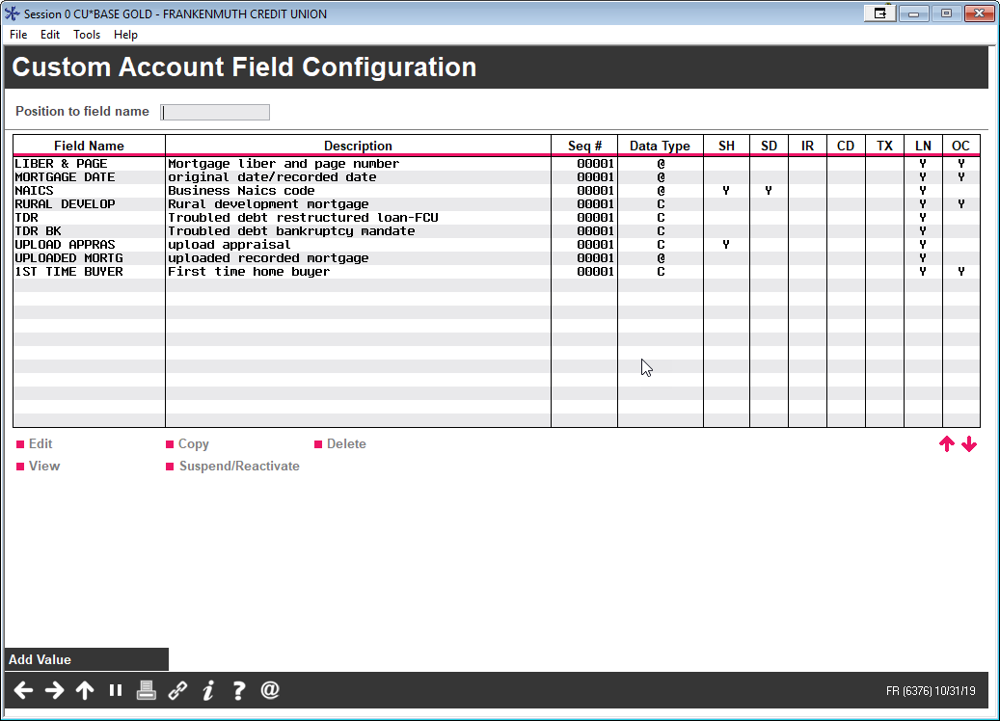 Session 0 CU*BASE GOLD - FRANKENMUTH CREDIT UNION
File Edit Tools Help
Custom Account Field Configuration
Position to field name
Field Name Description Seq # Data Type SH SD IR CD TX LN OC
LIBER & PAGE Mortgage liber and page number 00001 @ Y Y
MORTGAGE DATE original date/recorded date 00001 @ Y Y
NAICS Business Naics code 00001 @ Y Y Y
RURAL DEVELOP Rural development mortgage 00001 C Y Y
TDR Troubled debt restructured loan-FCU 00001 C Y
TDR BK Troubled debt bankruptcy mandate 00001 C Y
UPLOAD APPRAS upload appraisal 00001 C Y Y
UPLOADED MORTG uploaded recorded mortgage 00001 @ Y
1ST TIME BUYER First time home buyer 00001 C Y Y
Edit Copy Delete
View Suspend/Reactivate
Add Value
FR (6376) 10/31/19